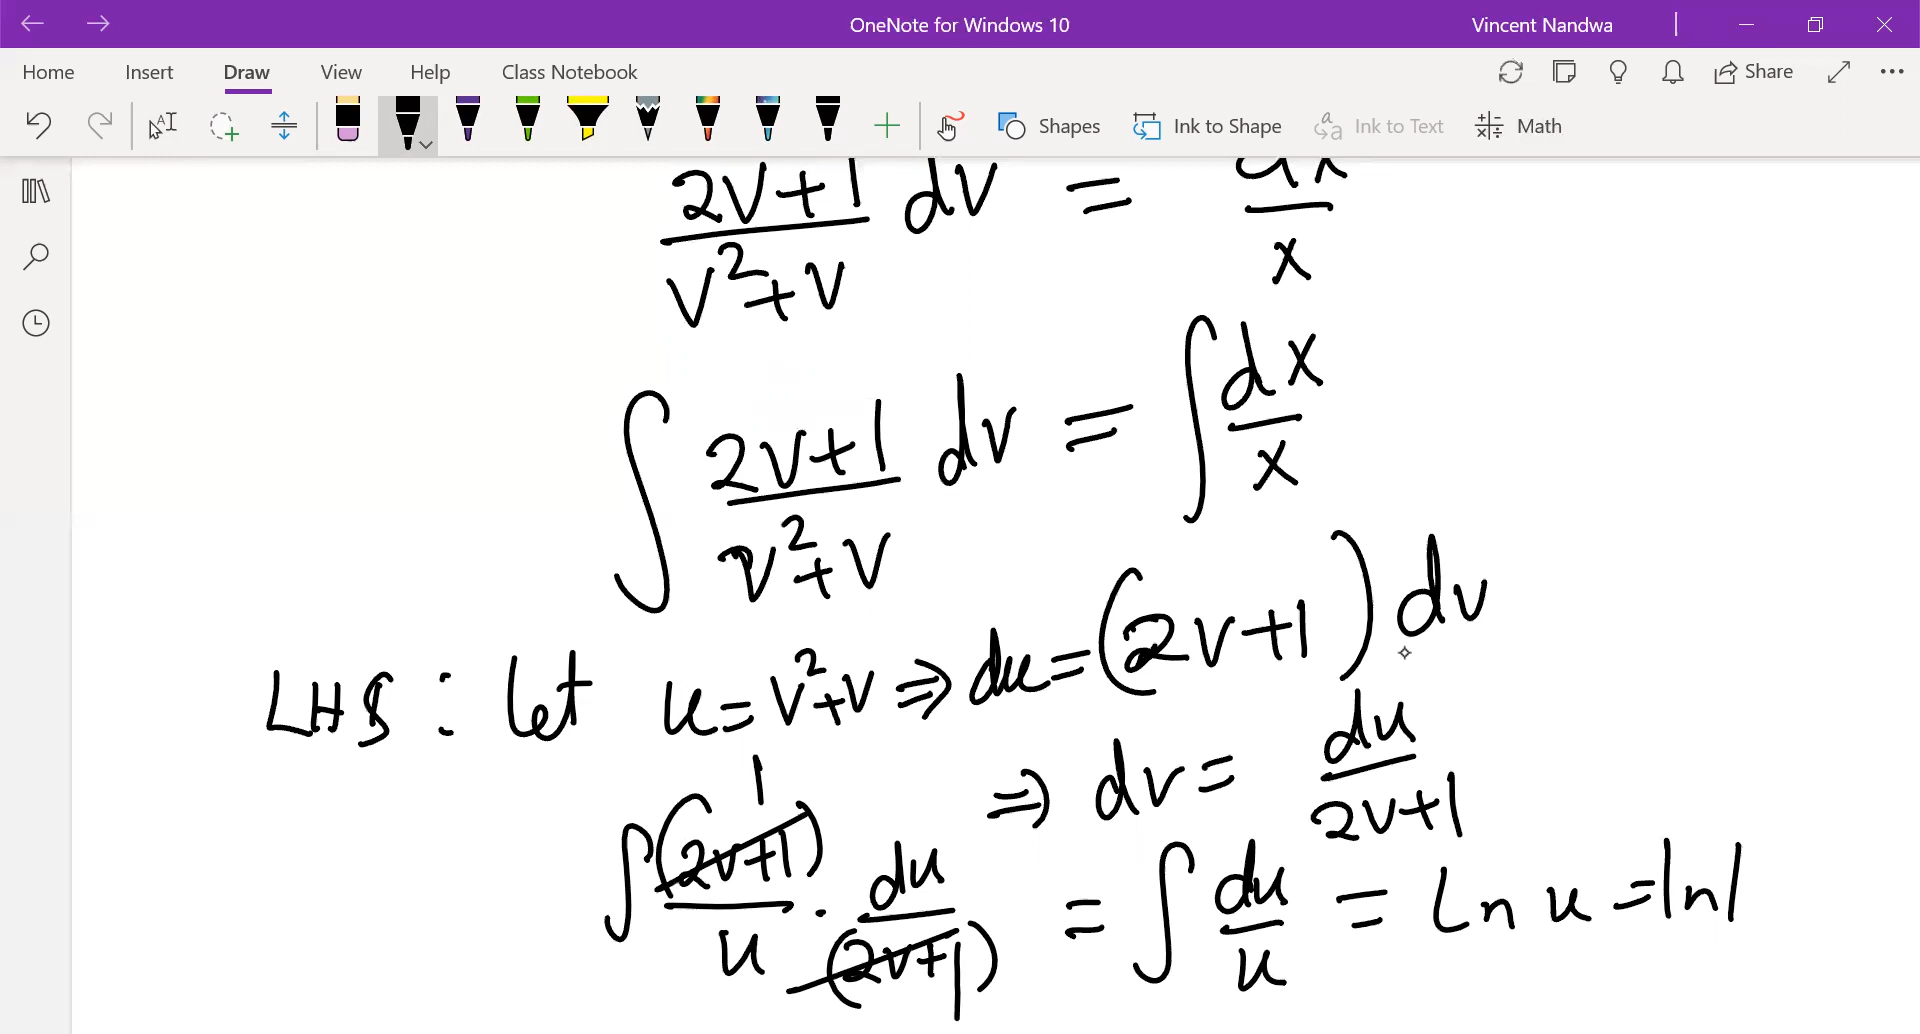 OneNote for Windows 10 Vincent Nandwa
Home Insert Draw View Help Class Notebook Share
Shapes Ink to Shape Ink to Text Math
2v+1/v²+v dv = dx/x
∫ 2v+1/v²+v dv = ∫ dx/x
LHS : let u = v²+v ⇒ du = (2v+1) dv
⇒ dv = du/2v+1
1
∫ (2v+1)/u · du/(2v+1) = ∫ du/u = ln u = ln|